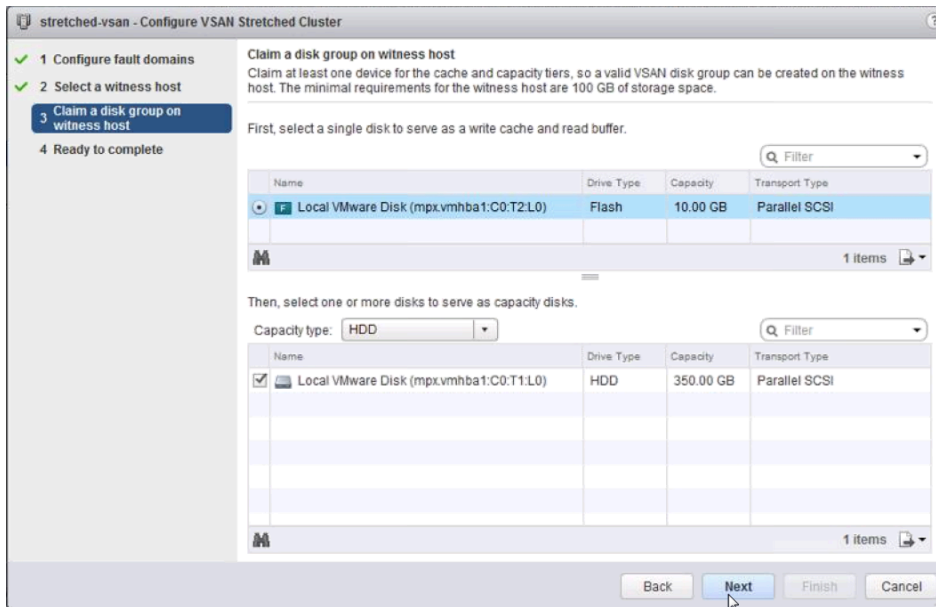 stretched-vsan - Configure VSAN Stretched Cluster
?
1 Configure fault domains
2 Select a witness host
3 Claim a disk group on
witness host
4 Ready to complete
Claim a disk group on witness host
Claim at least one device for the cache and capacity tiers, so a valid VSAN disk group can be created on the witness
host. The minimal requirements for the witness host are 100 GB of storage space.
First, select a single disk to serve as a write cache and read buffer.
Filter
Name Drive Type Capacity Transport Type
F Local VMware Disk (mpx.vmhba1:C0:T2:L0) Flash 10.00 GB Parallel SCSI
1 items
Then, select one or more disks to serve as capacity disks.
Capacity type: HDD Filter
Name Drive Type Capacity Transport Type
Local VMware Disk (mpx.vmhba1:C0:T1:L0) HDD 350.00 GB Parallel SCSI
1 items
Back Next Finish Cancel